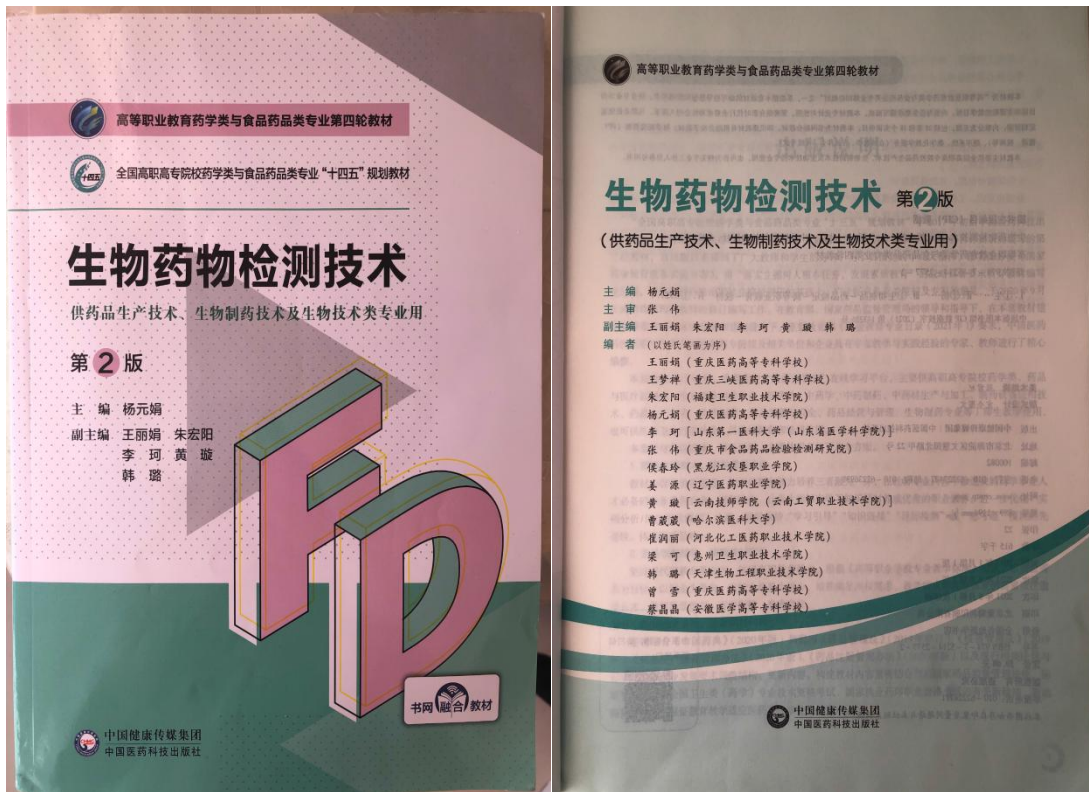 高等职业教育药学类与食品药品类专业第四轮教材
十四五
全国高职高专院校药学类与食品药品类专业“十四五”规划教材
生物药物检测技术
供药品生产技术、生物制药技术及生物技术类专业用
第2版
主 编 杨元娟
副主编 王丽娟 朱宏阳
李 珂 黄 璇
韩 璐
FD
书网融合教材
中国健康传媒集团
中国医药科技出版社
高等职业教育药学类与食品药品类专业第四轮教材
生物药物检测技术 第2版
(供药品生产技术、生物制药技术及生物技术类专业用)
主 编 杨元娟
主 审 张 伟
副主编 王丽娟 朱宏阳 李 珂 黄 璇 韩 璐
编 者 (以姓氏笔画为序)
王丽娟(重庆医药高等专科学校)
王梦禅(重庆三峡医药高等专科学校)
朱宏阳(福建卫生职业技术学院)
杨元娟(重庆医药高等专科学校)
李 珂[山东第一医科大学(山东省医学科学院)]
张 伟(重庆市食品药品检验检测研究院)
侯春玲(黑龙江农垦职业学院)
姜 源(辽宁医药职业学院)
黄 璇[云南技师学院(云南工贸职业技术学院)]
曹葳葳(哈尔滨医科大学)
崔润丽(河北化工医药职业技术学院)
梁 可(惠州卫生职业技术学院)
韩 璐(天津生物工程职业技术学院)
曾 雪(重庆医药高等专科学校)
蔡晶晶(安徽医学高等专科学校)
中国健康传媒集团
中国医药科技出版社